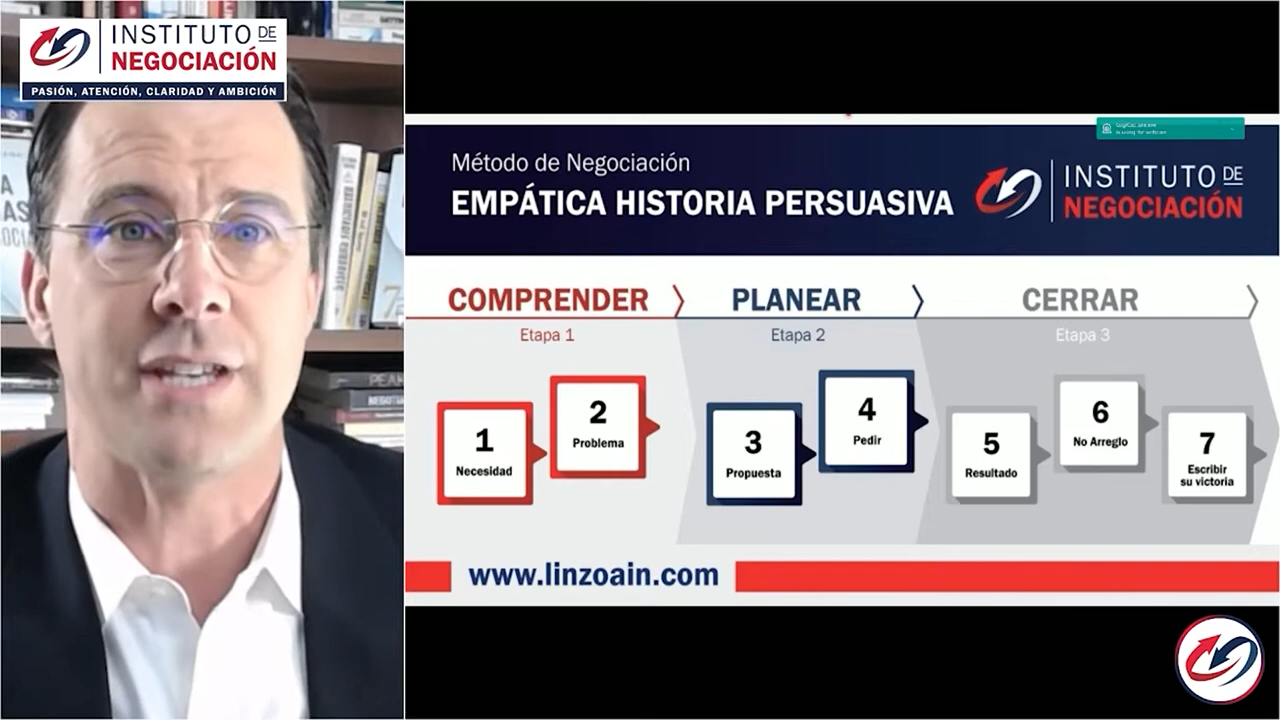 INSTITUTO DE
NEGOCIACIÓN
PASIÓN, ATENCIÓN, CLARIDAD Y AMBICIÓN
Método de Negociación
EMPÁTICA HISTORIA PERSUASIVA
INSTITUTO DE
NEGOCIACIÓN
COMPRENDER
Etapa 1
PLANEAR
Etapa 2
CERRAR
Etapa 3
1
Necesidad
2
Problema
3
Propuesta
4
Pedir
5
Resultado
6
No Arreglo
7
Escribir
su victoria
www.linzoain.com